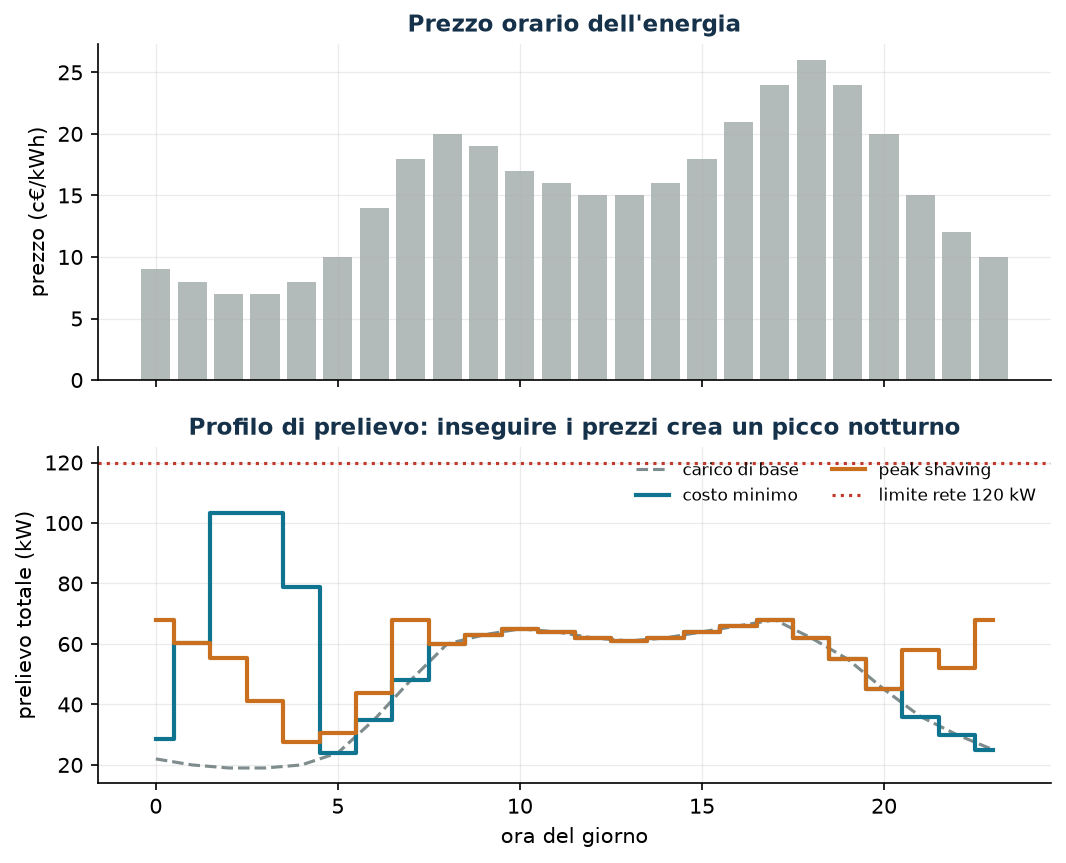 Prezzo orario dell'energia
prezzo (c€/kWh)
25
20
15
10
5
0
Profilo di prelievo: inseguire i prezzi crea un picco notturno
prelievo totale (kW)
120
100
80
60
40
20
carico di base
peak shaving
costo minimo
limite rete 120 kW
0 5 10 15 20
ora del giorno